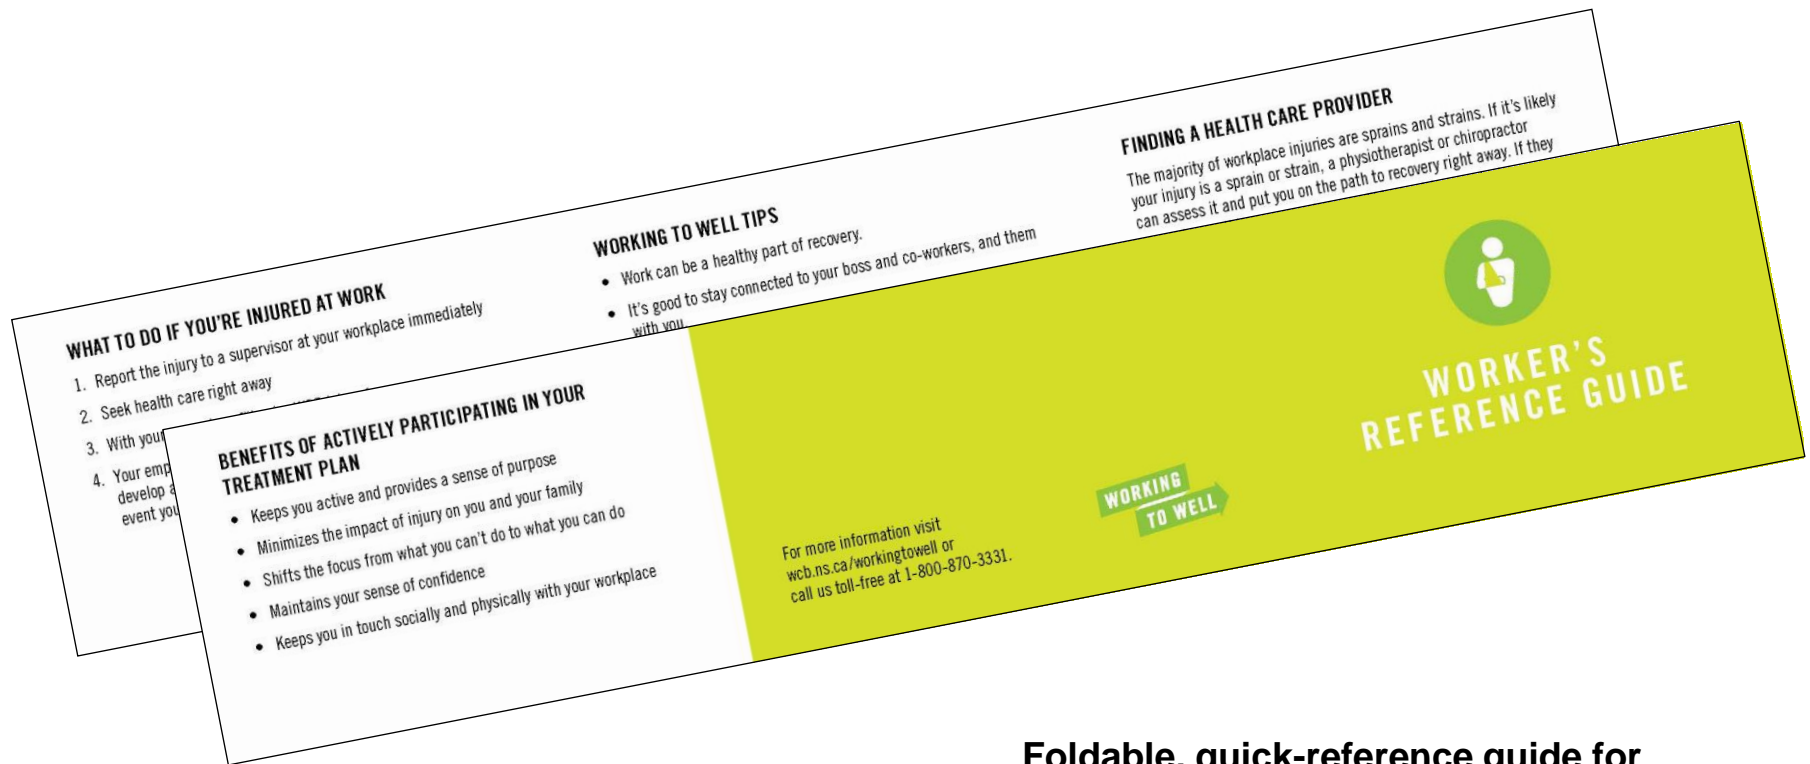 WHAT TO DO IF YOU'RE INJURED AT WORK
1. Report the injury to a supervisor at your workplace immediately
2. Seek health care right away
3. With your
4. Your
develop
event you
WORKING TO WELL TIPS
• Work can be a healthy part of recovery.
• It's good to stay connected to your boss and co-workers, and them
with you
FINDING A HEALTH CARE PROVIDER
The majority of workplace injuries are sprains and strains. If it's likely
your injury is a sprain or strain, a physiotherapist or chiropractor
can assess it and put you on the path to recovery right away. If they
BENEFITS OF ACTIVELY PARTICIPATING IN YOUR
TREATMENT PLAN
• Keeps you active and provides a sense of purpose
• Minimizes the impact of injury on you and your family
• Shifts the focus from what you can't do to what you can do
• Maintains your sense of confidence
• Keeps you in touch socially and physically with your workplace
For more information visit
wcb.ns.ca/workingtowell or
call us toll-free at 1-800-870-3331.
WORKING
TO WELL
WORKER'S
REFERENCE GUIDE
Foldable, quick-reference guide for